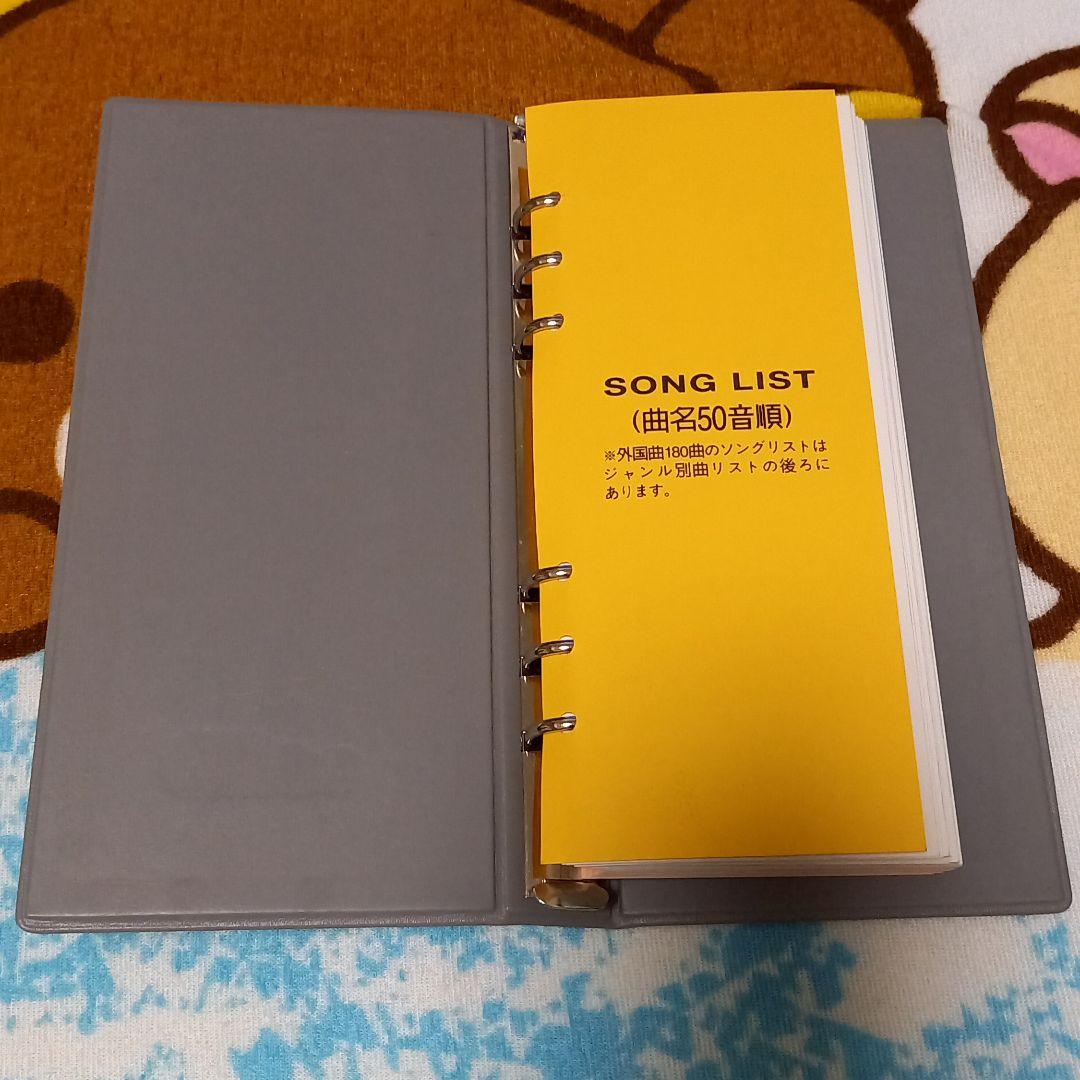 SONG LIST
(曲名50音順)
※外国曲180曲のソングリストは
ジャンル別曲リストの後ろに
あります。